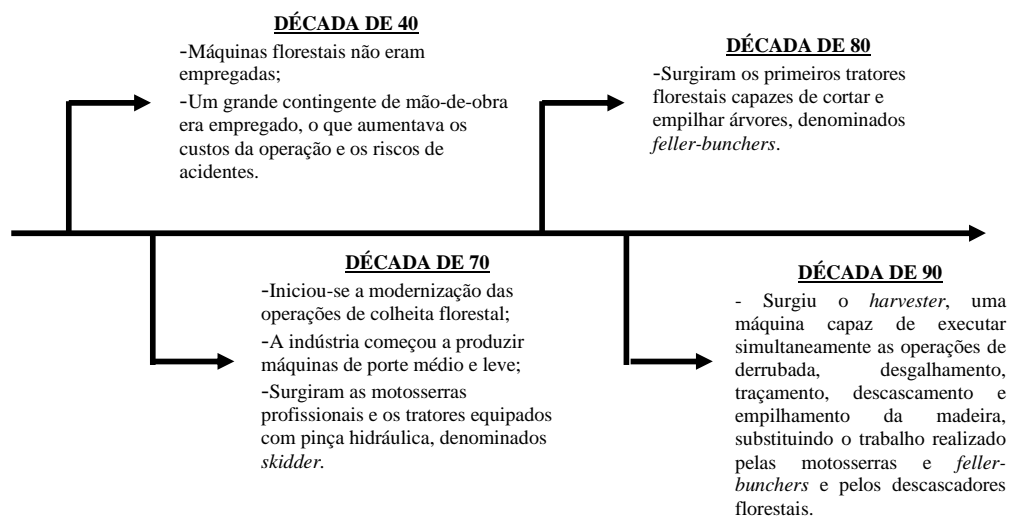 DÉCADA DE 40
-Máquinas florestais não eram
empregadas;
-Um grande contingente de mão-de-obra
era empregado, o que aumentava os
custos da operação e os riscos de
acidentes.
DÉCADA DE 70
-Iniciou-se a modernização das
operações de colheita florestal;
-A indústria começou a produzir
máquinas de porte médio e leve;
-Surgiram as motosserras
profissionais e os tratores equipados
com pinça hidráulica, denominados
skidder.
DÉCADA DE 80
-Surgiram os primeiros tratores
florestais capazes de cortar e
empilhar árvores, denominados
feller-bunchers.
DÉCADA DE 90
- Surgiu o harvester, uma
máquina capaz de executar
simultaneamente as operações de
derrubada, desgalhamento,
traçamento, descascamento e
empilhamento da madeira,
substituindo o trabalho realizado
pelas motosserras e feller-
bunchers e pelos descascadores
florestais.